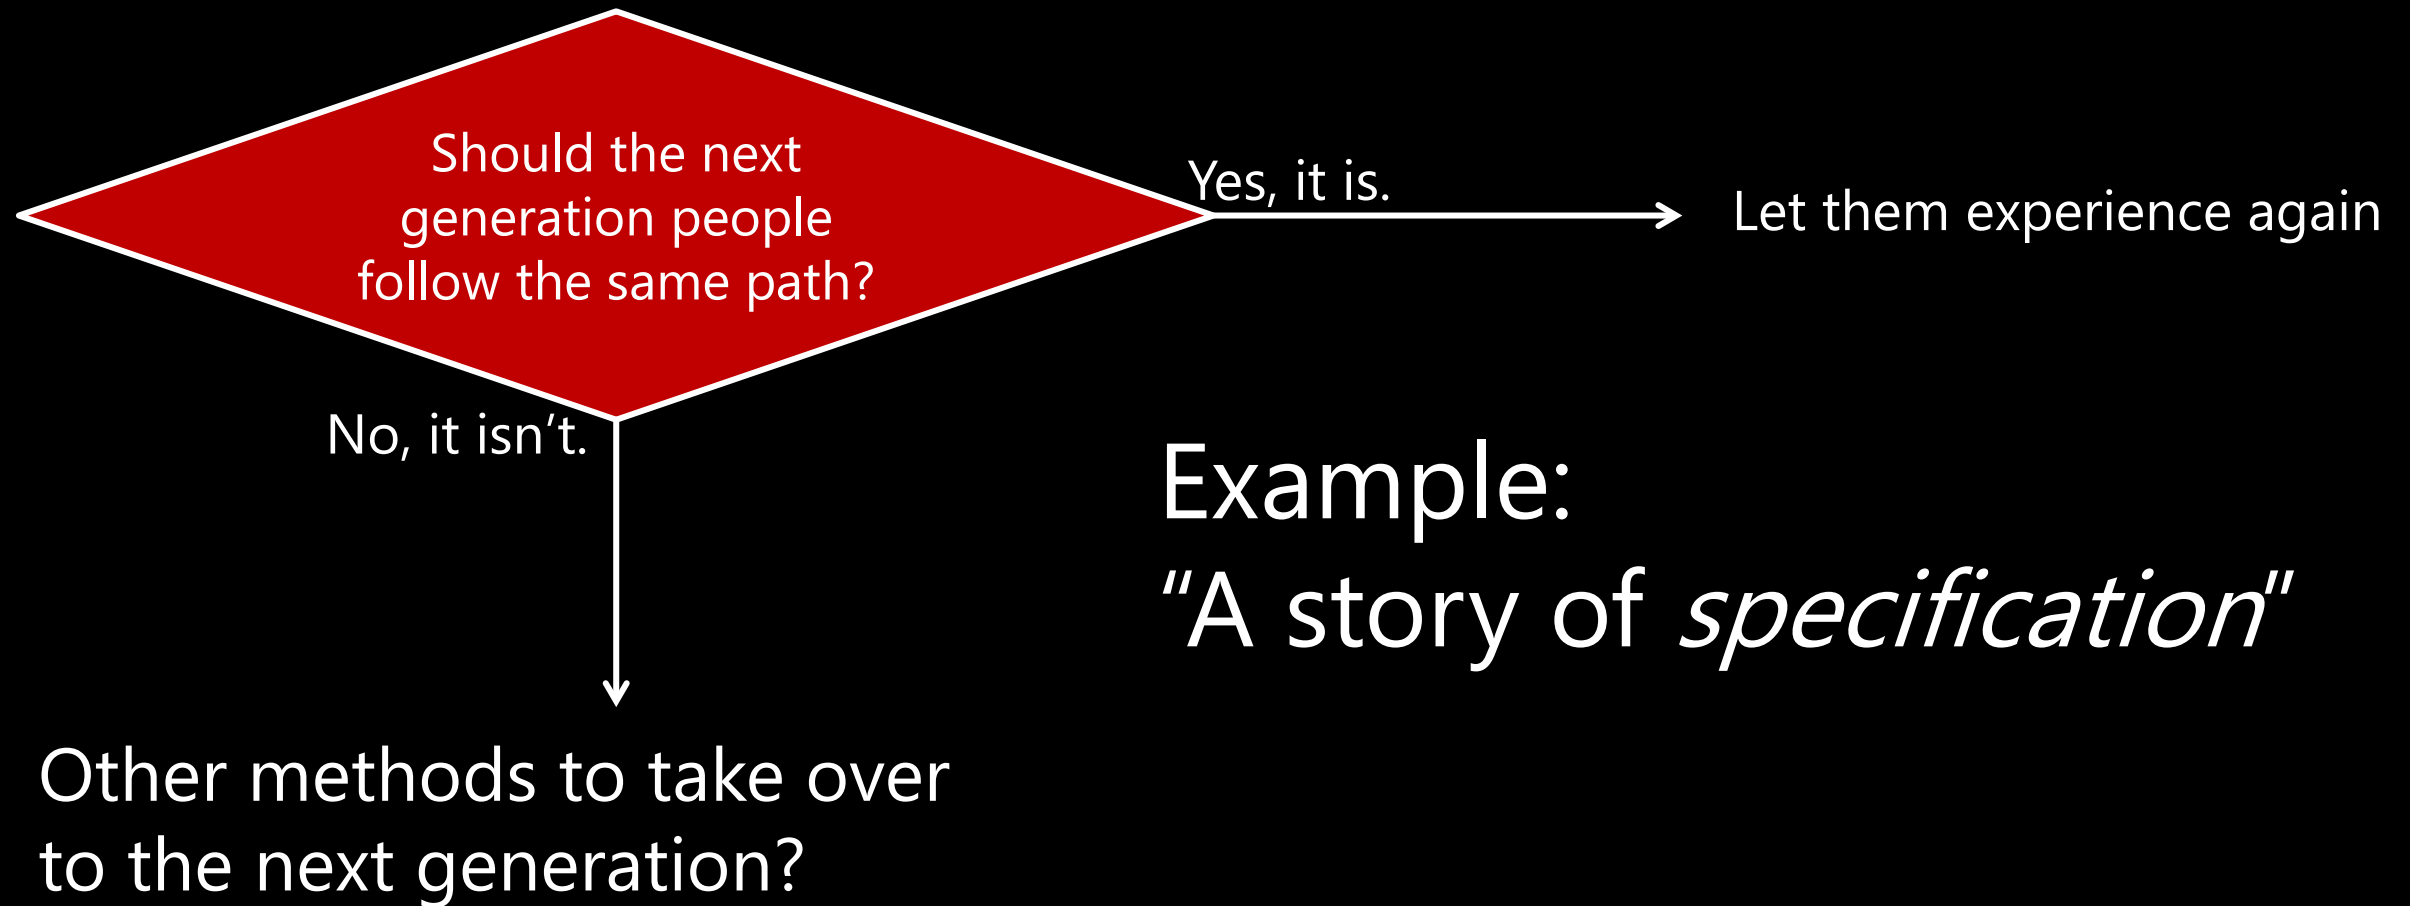 Should the next
generation people
follow the same path?
Yes, it is.
Let them experience again
No, it isn’t.
Example:
“A story of specification”
Other methods to take over
to the next generation?